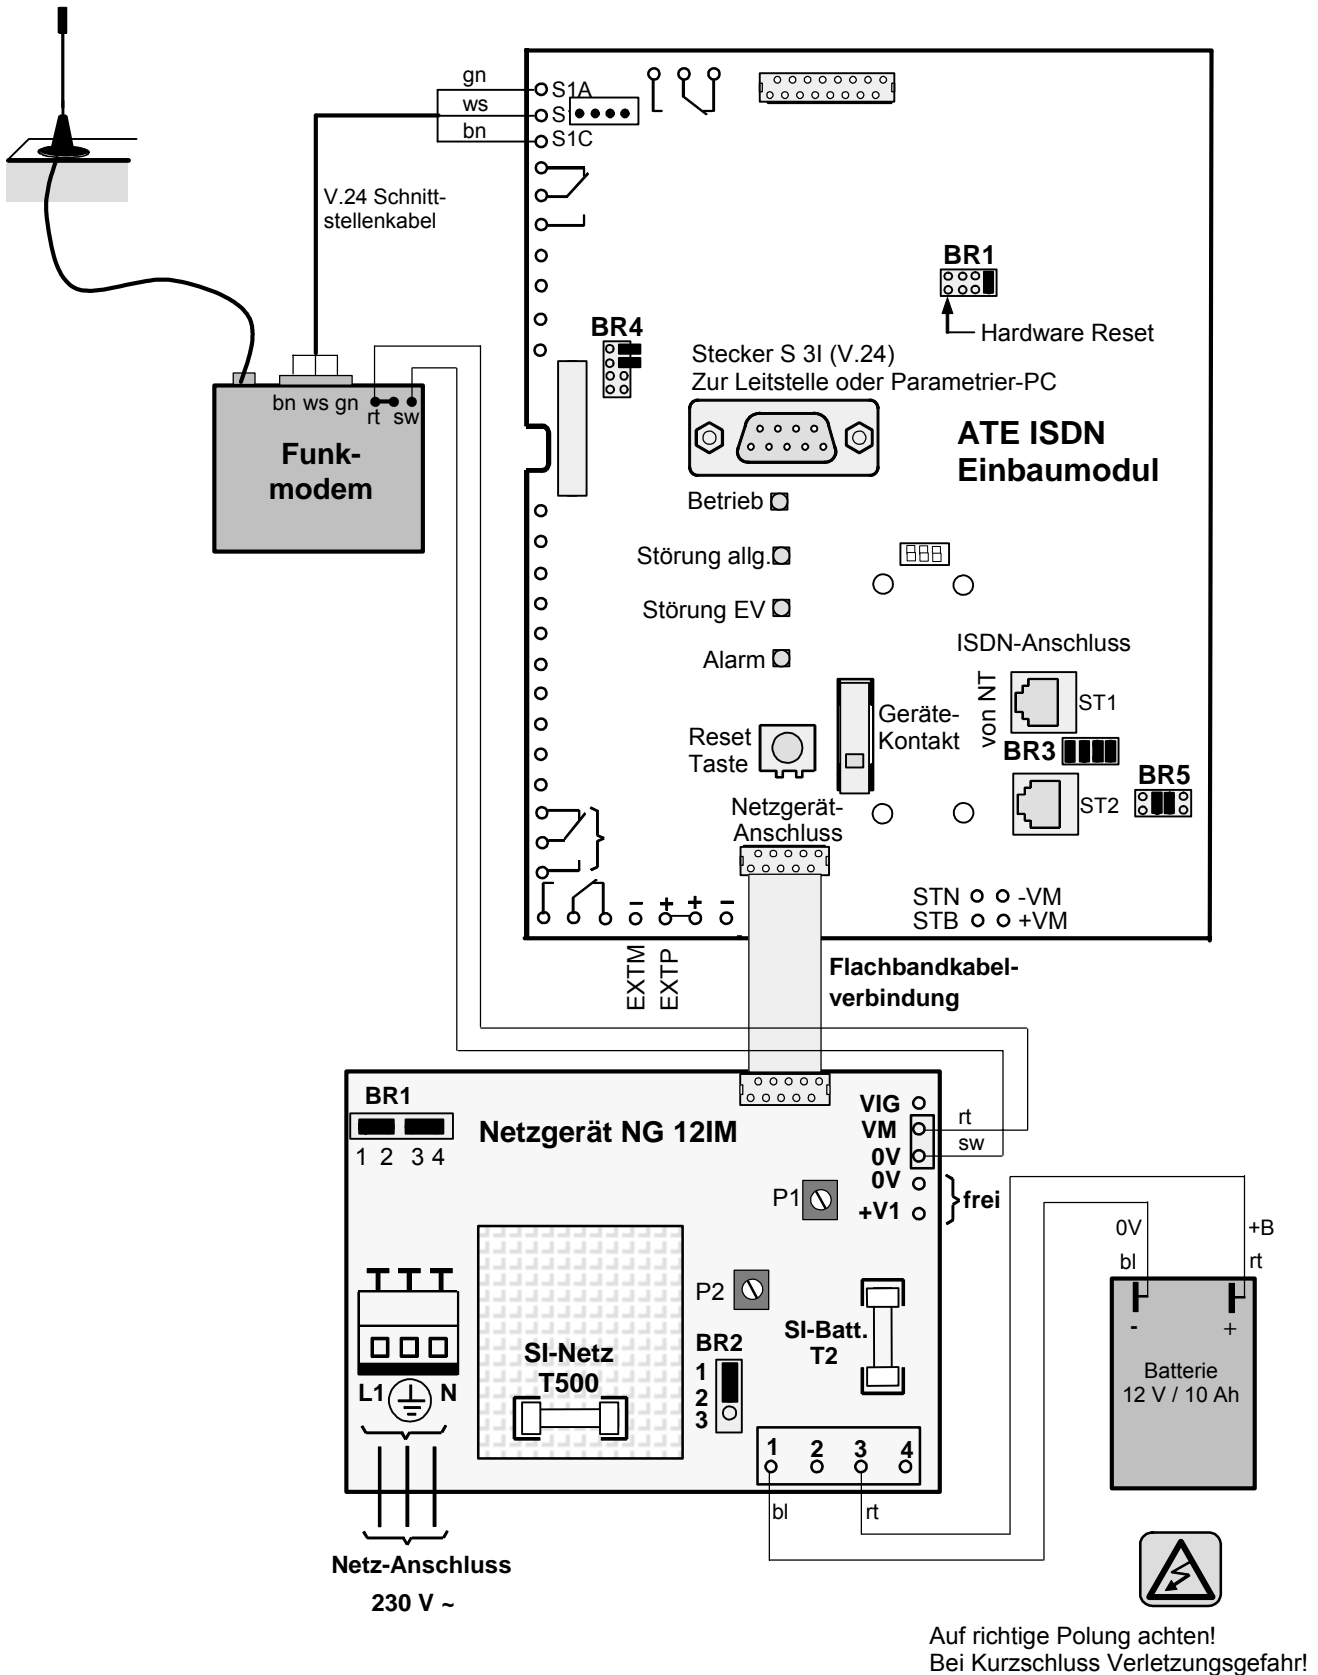 gn
S1A
ws
S
bn
S1C
V.24 Schnitt-
stellenkabel
BR1
Hardware Reset
BR4
Stecker S 3I (V.24)
Zur Leitstelle oder Parametrier-PC
bn ws gn
rt
sw
Funk-
modem
ATE ISDN
Einbaumodul
Betrieb
Störung allg.
Störung EV
Alarm
ISDN-Anschluss
von NT
ST1
Geräte-
Kontakt
Reset
Taste
BR3
BR5
ST2
Netzgerät-
Anschluss
STN
-VM
STB
+VM
− + + −
EXTM
EXTP
Flachbandkabel-
verbindung
BR1
1 2 3 4
Netzgerät NG 12IM
VIG
VM
rt
0V
sw
0V
+V1
frei
P1
P2
0V
+B
bl
rt
- +
Batterie
12 V / 10 Ah
SI-Batt.
T2
BR2
1
2
3
SI-Netz
T500
L1
N
1 2 3 4
bl
rt
Netz-Anschluss
230 V ~
Auf richtige Polung achten!
Bei Kurzschluss Verletzungsgefahr!